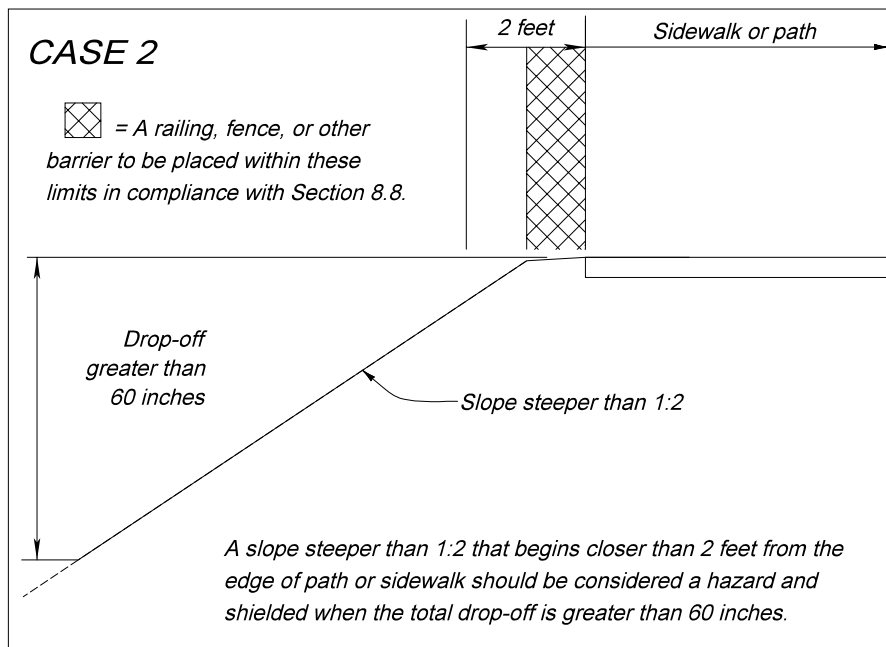 CASE 2
2 feet
Sidewalk or path
= A railing, fence, or other
barrier to be placed within these
limits in compliance with Section 8.8.
Drop-off
greater than
60 inches
Slope steeper than 1:2
A slope steeper than 1:2 that begins closer than 2 feet from the
edge of path or sidewalk should be considered a hazard and
shielded when the total drop-off is greater than 60 inches.